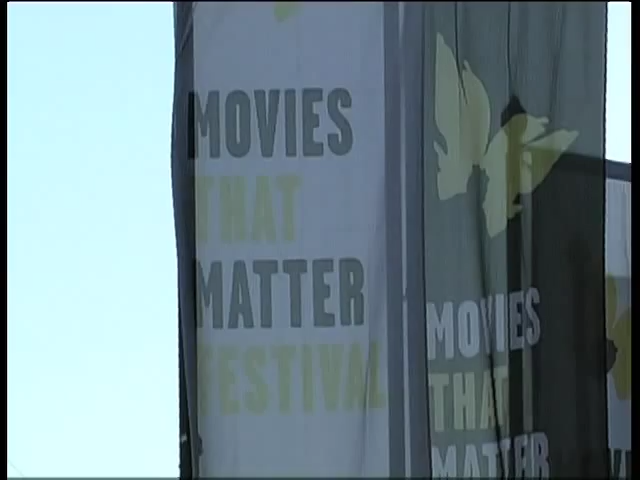 MOVIES
THAT
MATTER
FESTIVAL
MOVIES
THAT
MATTER